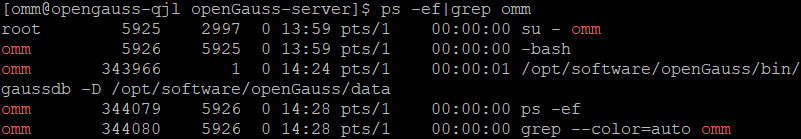 [omm@opengauss-qjl openGauss-server]$ ps -ef|grep omm
root 5925 2997 0 13:59 pts/1 00:00:00 su - omm
omm 5926 5925 0 13:59 pts/1 00:00:00 -bash
omm 343966 1 0 14:24 pts/1 00:00:01 /opt/software/openGauss/bin/
gaussdb -D /opt/software/openGauss/data
omm 344079 5926 0 14:28 pts/1 00:00:00 ps -ef
omm 344080 5926 0 14:28 pts/1 00:00:00 grep --color=auto omm